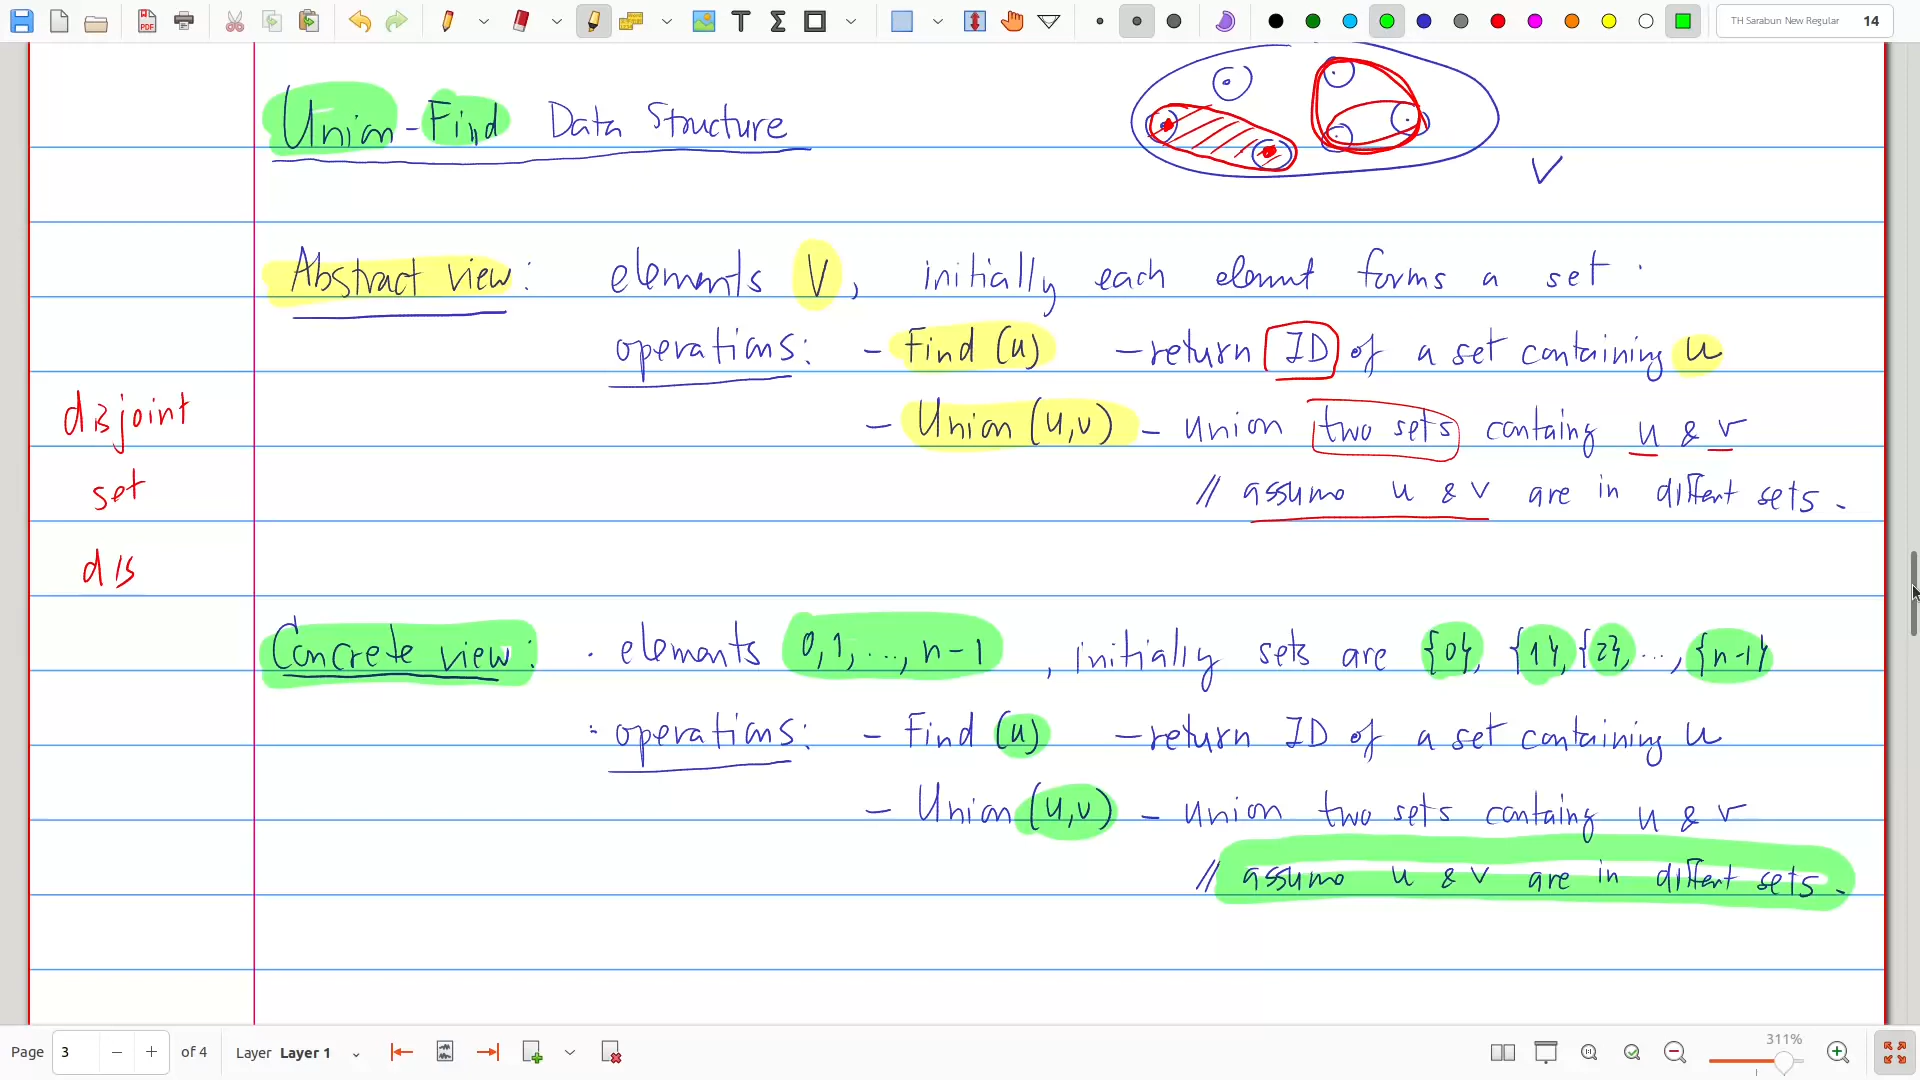 TH Sarabun New Regular 14
Union-Find Data Structure
V
Abstract view: elements V, initially each elemnt forms a set.
operations: - Find (u) - return ID of a set containing u
- Union (u,v) - union two sets containg u & v
// assume u & v are in diffent sets.
disjoint
set
dis
Concrete view: · elements 0,1,...,n-1, initially sets are {0}, {1}, {2}, ..., {n-1}
: operations: - Find (u) - return ID of a set containing u
- Union (u,v) - union two sets containg u & v
// assume u & v are in diffent sets.
Page 3 of 4 Layer Layer 1 311%